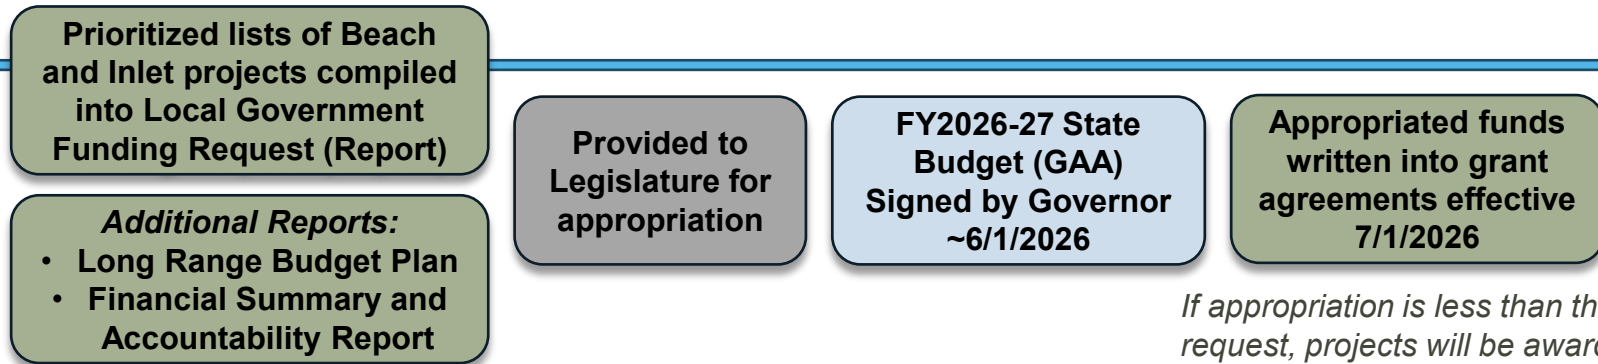 Prioritized lists of Beach
and Inlet projects compiled
into Local Government
Funding Request (Report)
Additional Reports:
• Long Range Budget Plan
• Financial Summary and
Accountability Report
Provided to
Legislature for
appropriation
FY2026-27 State
Budget (GAA)
Signed by Governor
~6/1/2026
Appropriated funds
written into grant
agreements effective
7/1/2026
If appropriation is less than
request, projects will be